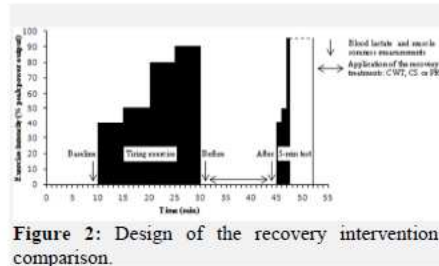 Exercise intensity (% peak power output)
100
90
80
70
60
50
40
30
20
10
0
Baseline
Tiring exercise
Before
After
5-min test
0 5 10 15 20 25 30 35 40 45 50 55
Time (min)
Blood lactate and muscle
soreness measurements
Application of the recovery
treatments: CWT, CS or PR
Figure 2: Design of the recovery intervention
comparison.